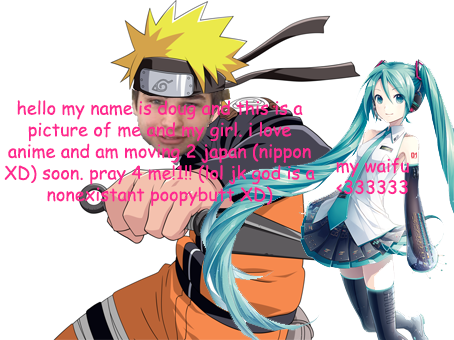 hello my name is doug and this is a
picture of me and my girl. i love
anime and am moving 2 japan (nippon
XD) soon. pray 4 me!1!! (lol jk god is a
nonexistant poopybutt XD)
my waifu
<333333
01